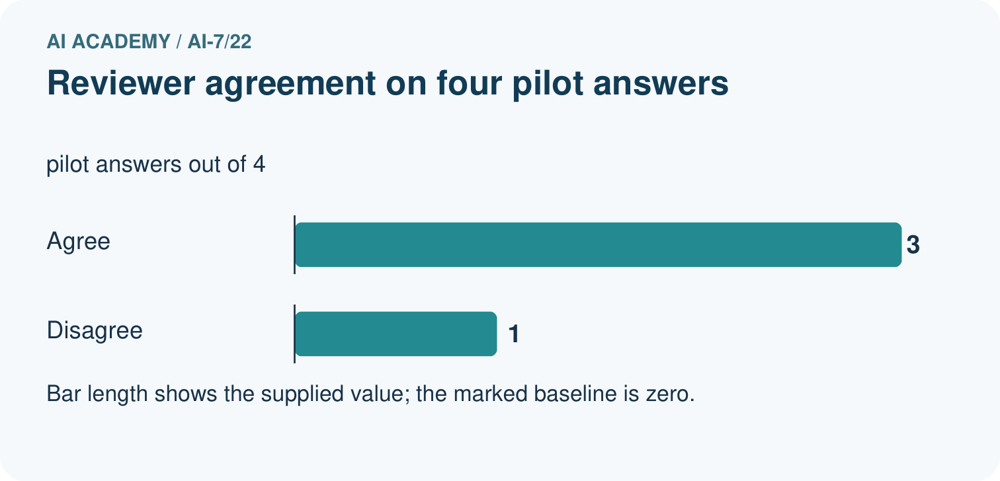 AI ACADEMY / AI-7/22
Reviewer agreement on four pilot answers
pilot answers out of 4
Agree
3
Disagree
1
Bar length shows the supplied value; the marked baseline is zero.